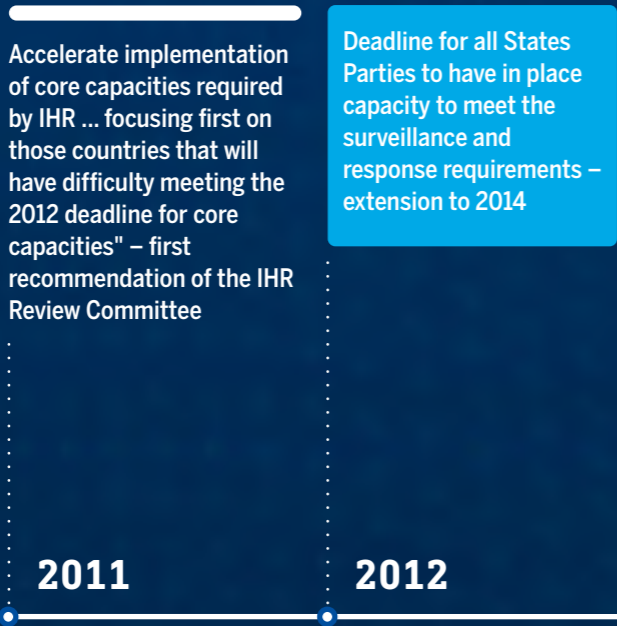 Accelerate implementation
of core capacities required
by IHR ... focusing first on
those countries that will
have difficulty meeting the
2012 deadline for core
capacities" – first
recommendation of the IHR
Review Committee
Deadline for all States
Parties to have in place
capacity to meet the
surveillance and
response requirements –
extension to 2014
2011
2012